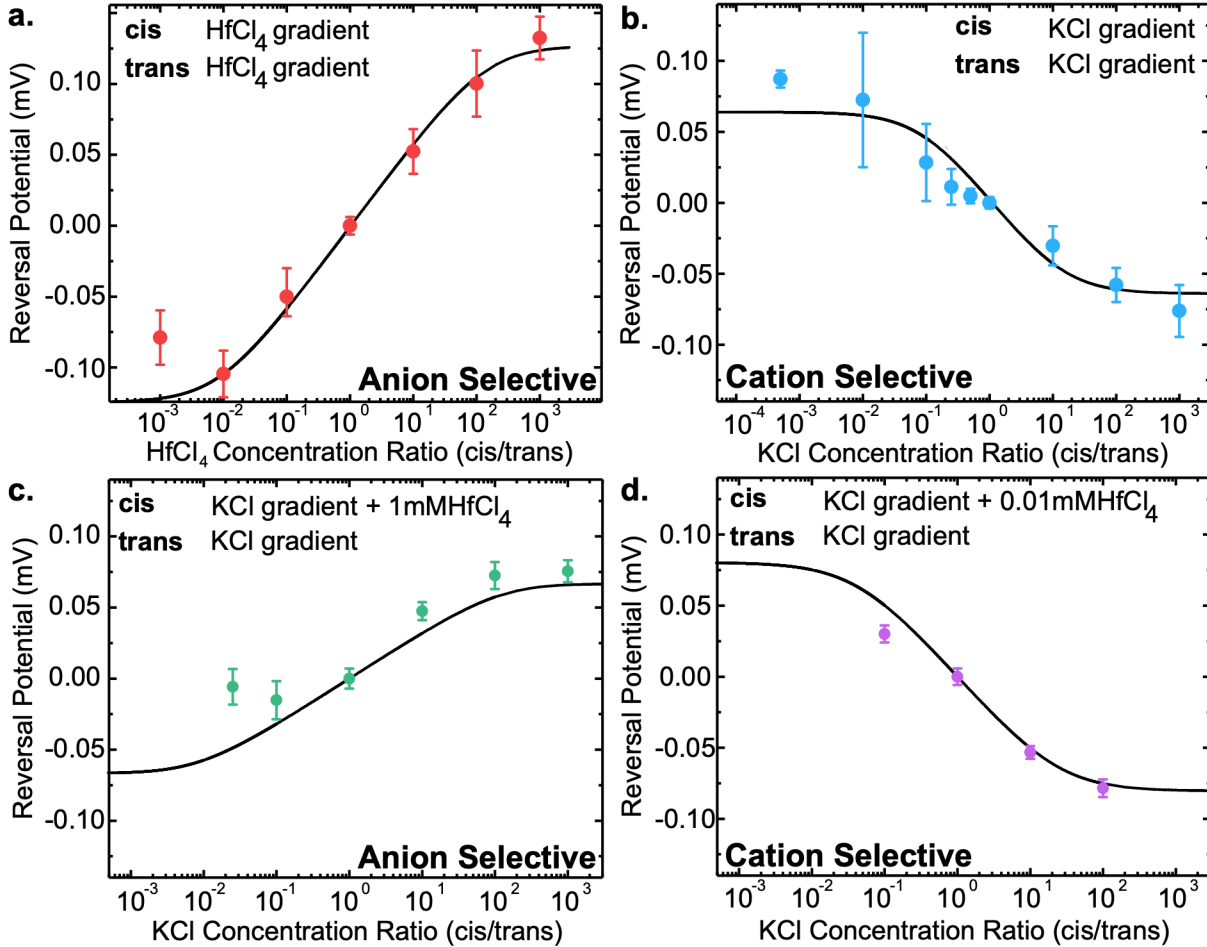 a.
cis HfCl₄ gradient
trans HfCl₄ gradient
Reversal Potential (mV)
0.10
0.05
0.00
-0.05
-0.10
Anion Selective
10⁻³ 10⁻² 10⁻¹ 10⁰ 10¹ 10² 10³
HfCl₄ Concentration Ratio (cis/trans)
b.
cis KCl gradient
trans KCl gradient
Reversal Potential (mV)
0.10
0.05
0.00
-0.05
-0.10
Cation Selective
10⁻⁴ 10⁻³ 10⁻² 10⁻¹ 10⁰ 10¹ 10² 10³
KCl Concentration Ratio (cis/trans)
c.
cis KCl gradient + 1mMHfCl₄
trans KCl gradient
Reversal Potential (mV)
0.10
0.05
0.00
-0.05
-0.10
Anion Selective
10⁻³ 10⁻² 10⁻¹ 10⁰ 10¹ 10² 10³
KCl Concentration Ratio (cis/trans)
d.
cis KCl gradient + 0.01mMHfCl₄
trans KCl gradient
Reversal Potential (mV)
0.10
0.05
0.00
-0.05
-0.10
Cation Selective
10⁻³ 10⁻² 10⁻¹ 10⁰ 10¹ 10² 10³
KCl Concentration Ratio (cis/trans)